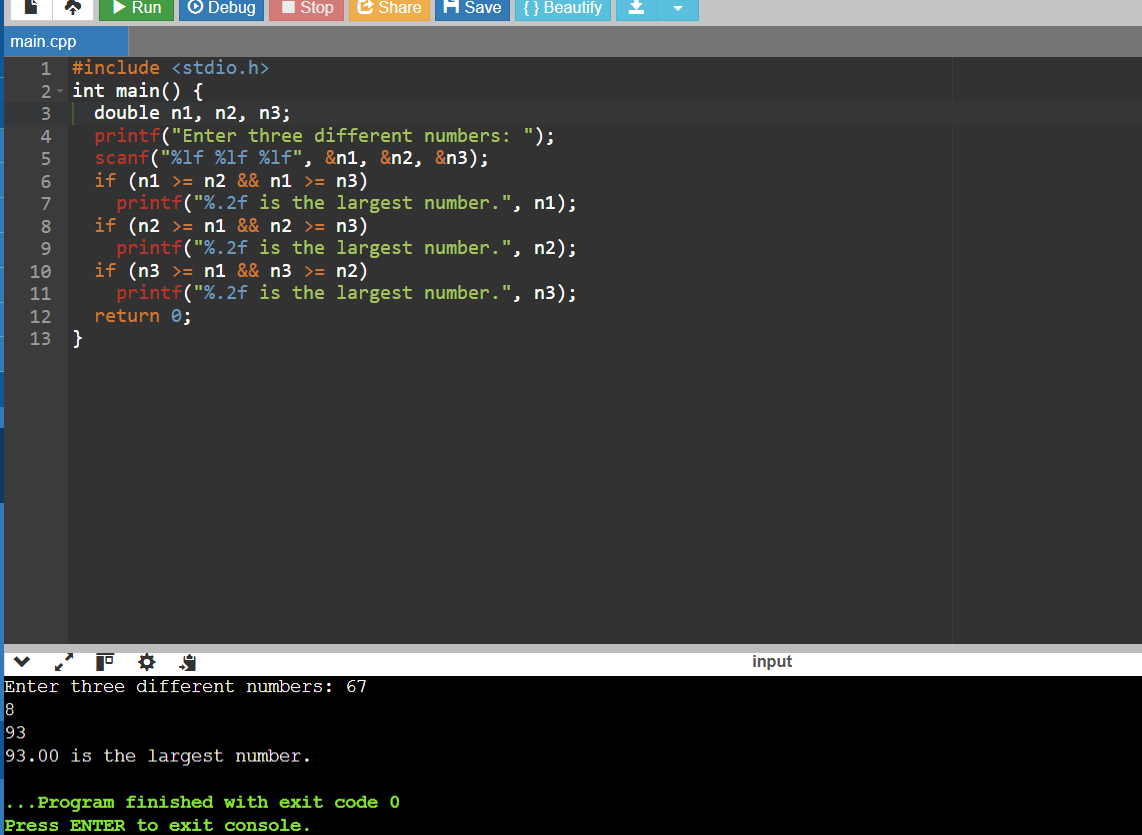 Run Debug Stop Share Save { } Beautify
main.cpp
1 #include <stdio.h>
2 int main() {
3 double n1, n2, n3;
4 printf("Enter three different numbers: ");
5 scanf("%lf %lf %lf", &n1, &n2, &n3);
6 if (n1 >= n2 && n1 >= n3)
7 printf("%.2f is the largest number.", n1);
8 if (n2 >= n1 && n2 >= n3)
9 printf("%.2f is the largest number.", n2);
10 if (n3 >= n1 && n3 >= n2)
11 printf("%.2f is the largest number.", n3);
12 return 0;
13 }
input
Enter three different numbers: 67
8
93
93.00 is the largest number.
...Program finished with exit code 0
Press ENTER to exit console.